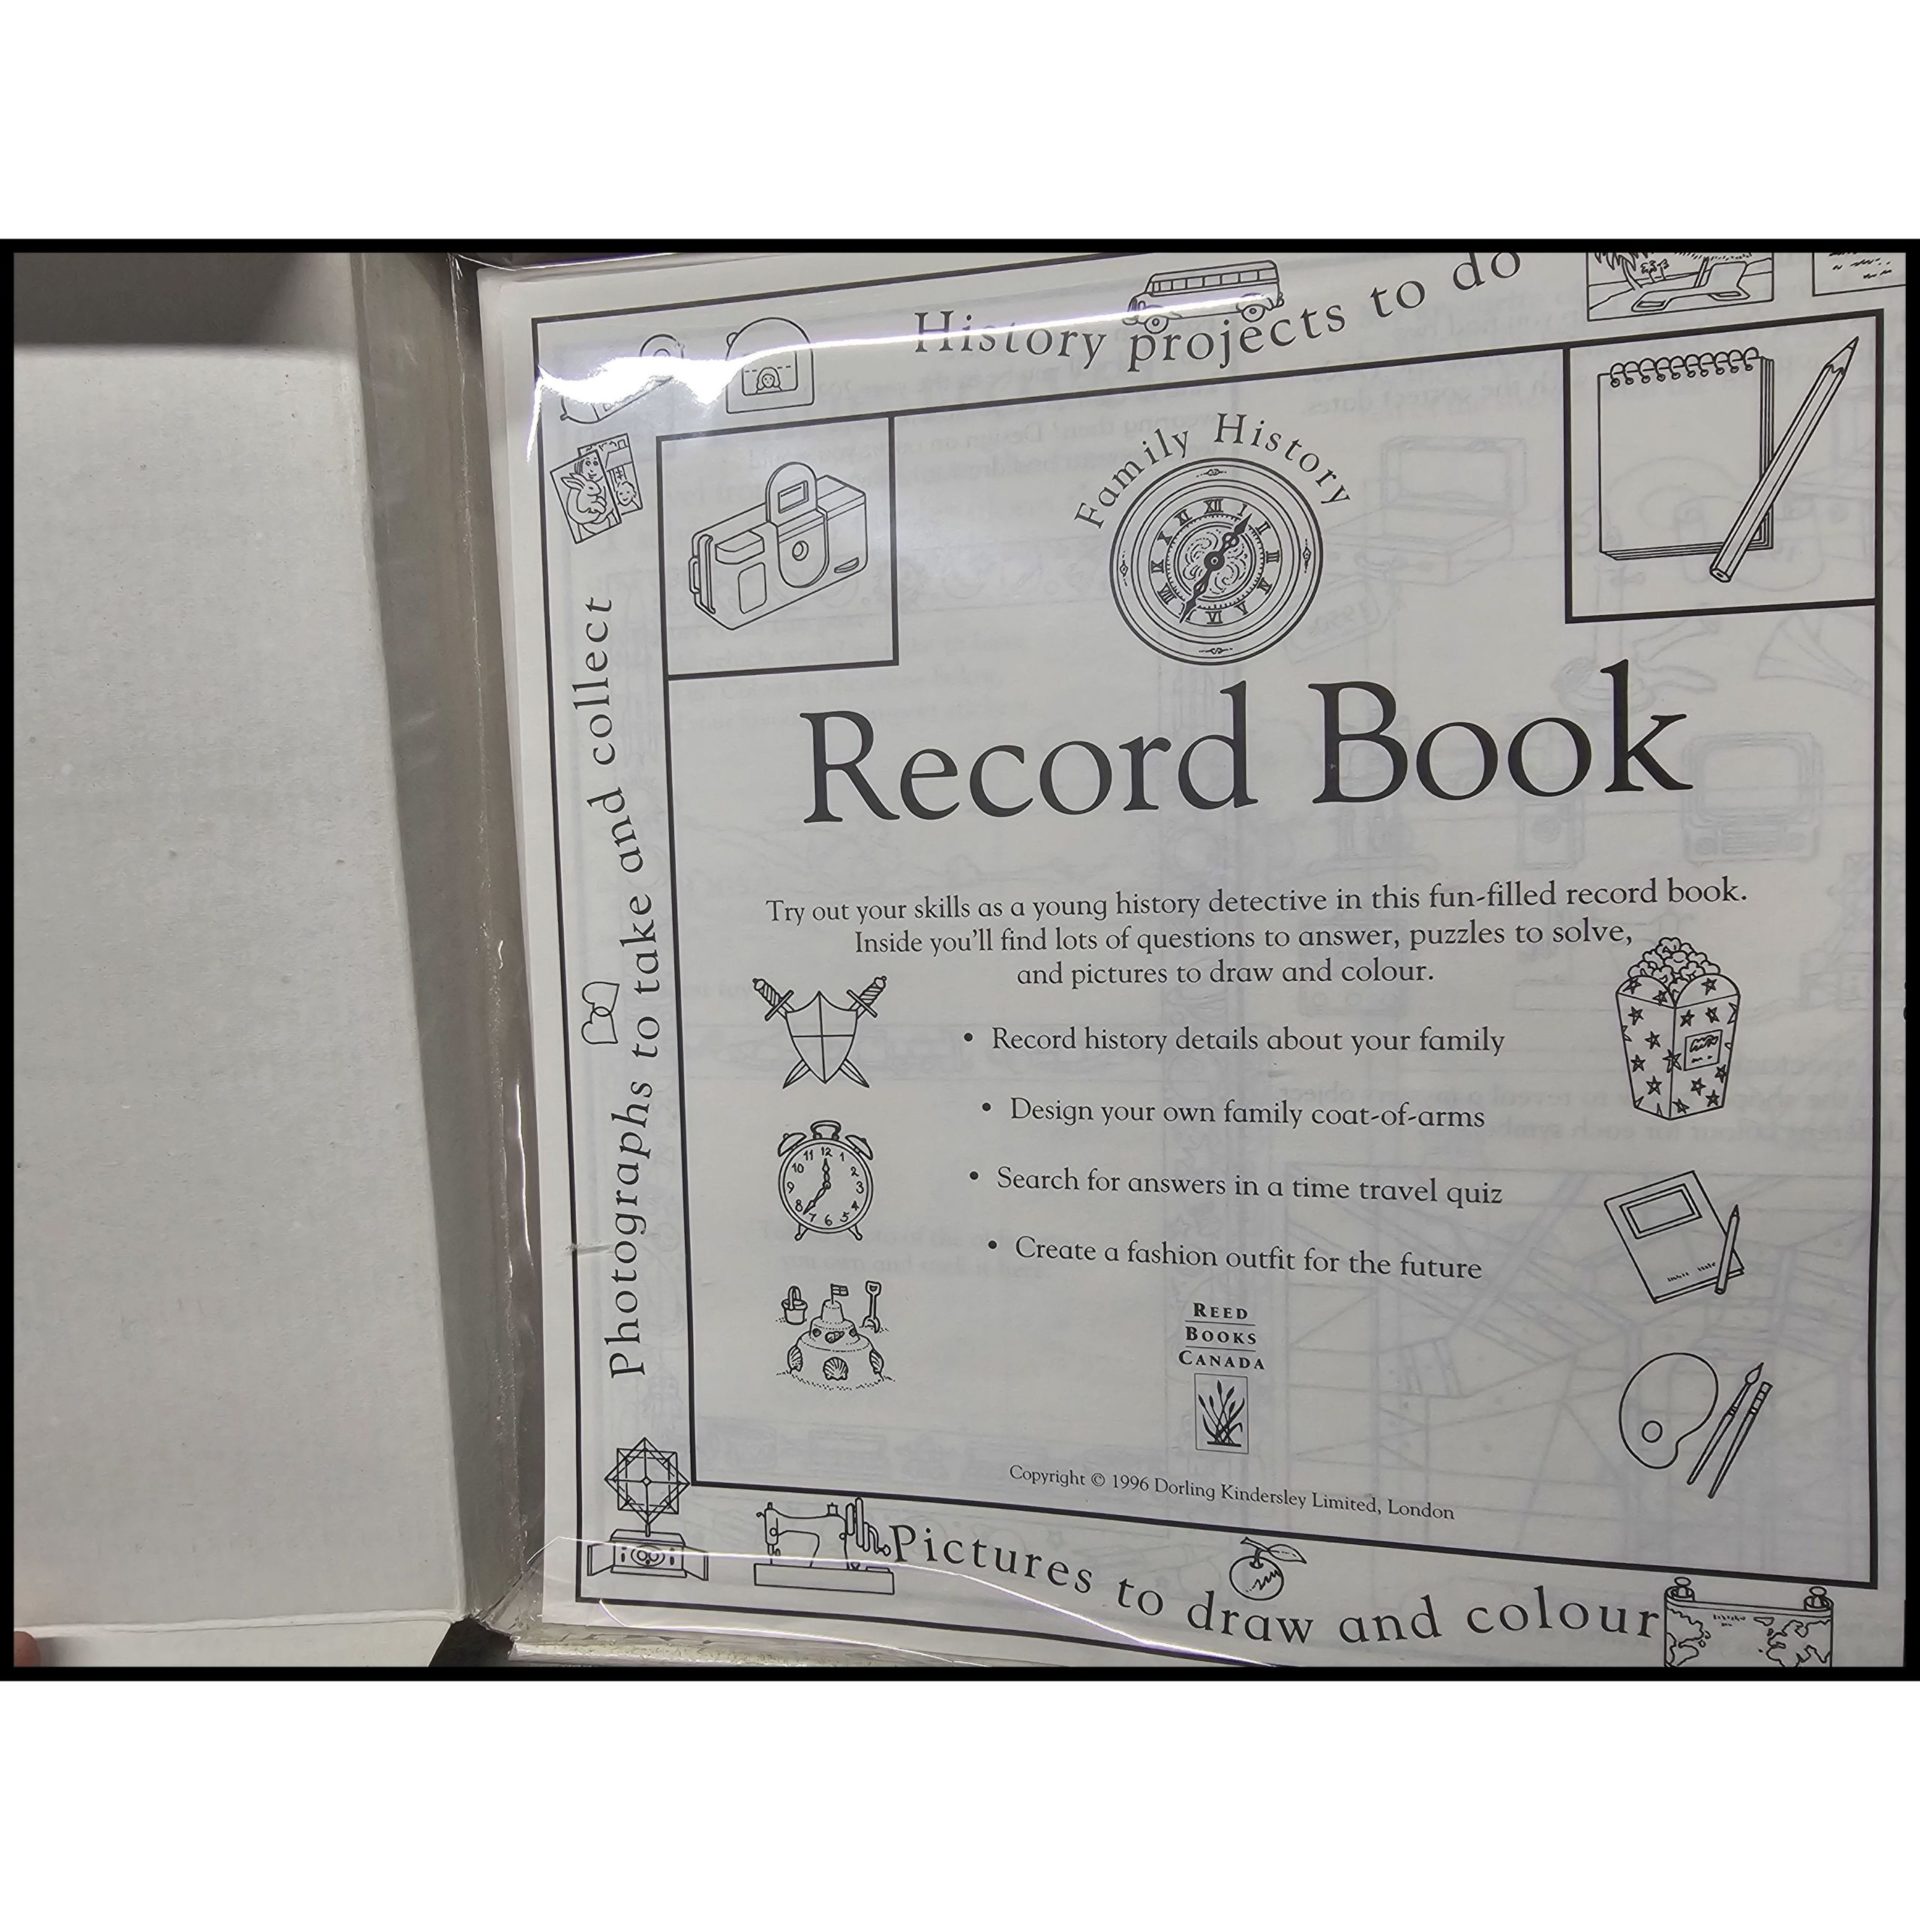 History projects to do
Family History
Record Book
Photographs to take and collect
Try out your skills as a young history detective in this fun-filled record book.
Inside you'll find lots of questions to answer, puzzles to solve,
and pictures to draw and colour.
• Record history details about your family
• Design your own family coat-of-arms
• Search for answers in a time travel quiz
• Create a fashion outfit for the future
REED
BOOKS
CANADA
Copyright © 1996 Dorling Kindersley Limited, London
Pictures to draw and colour